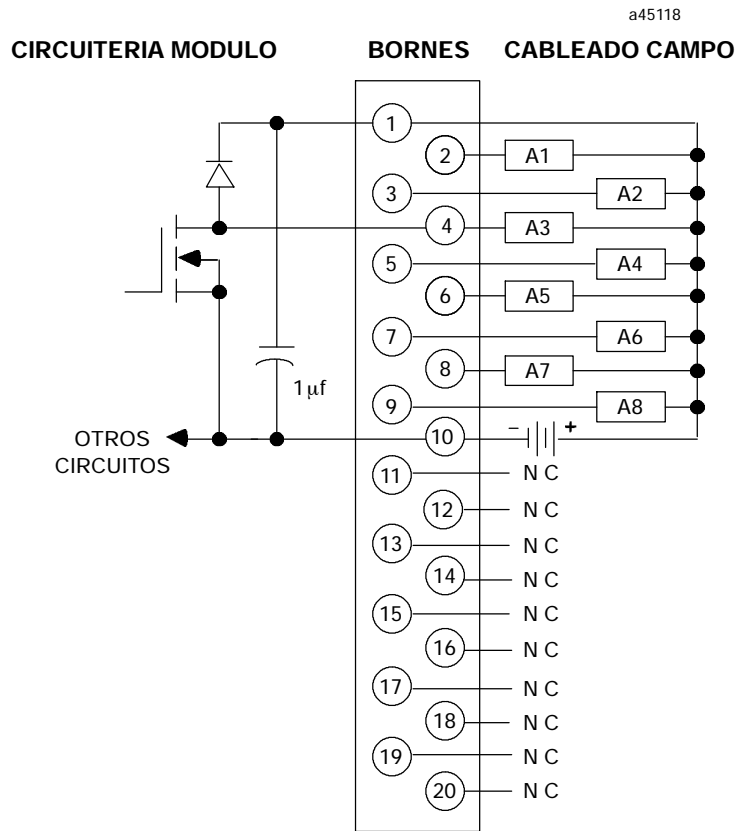 a45118
CIRCUITERIA MODULO BORNES CABLEADO CAMPO
1
2 A1
3 A2
4 A3
5 A4
6 A5
7 A6
8 A7
1µf
9 A8
OTROS
CIRCUITOS
10 − +
11 N C
12 N C
13 N C
14 N C
15 N C
16 N C
17 N C
18 N C
19 N C
20 N C